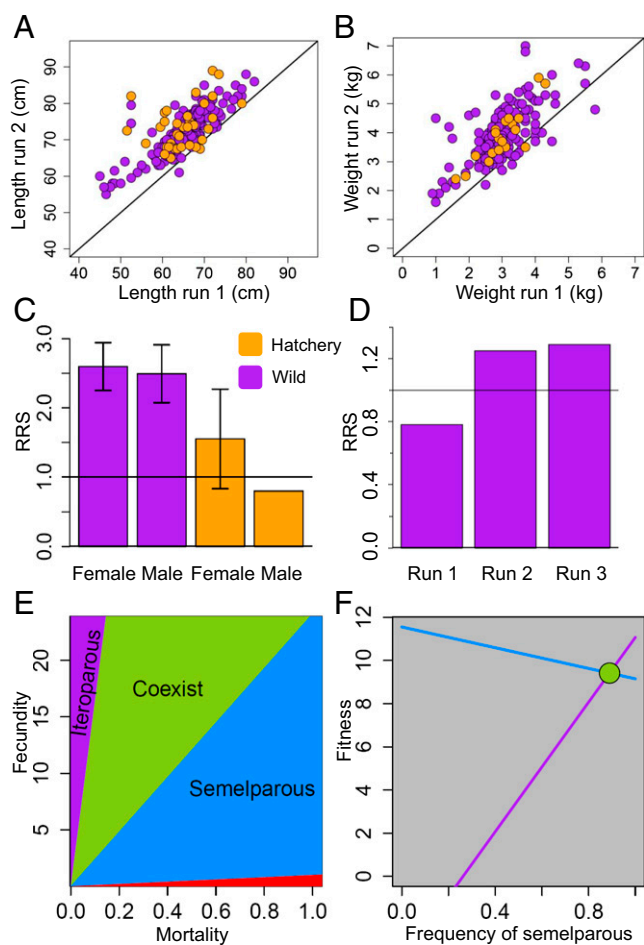 A
Length run 2 (cm)
40 50 60 70 80 90
40 50 60 70 80 90
Length run 1 (cm)
B
Weight run 2 (kg)
0 1 2 3 4 5 6 7
0 1 2 3 4 5 6 7
Weight run 1 (kg)
C
RRS
0.0 1.0 2.0 3.0
Hatchery
Wild
Female Male Female Male
D
RRS
0.0 0.4 0.8 1.2
Run 1 Run 2 Run 3
E
Fecundity
5 10 15 20
Iteroparous
Coexist
Semelparous
0.0 0.2 0.4 0.6 0.8 1.0
Mortality
F
Fitness
0 2 4 6 8 10 12
0.0 0.4 0.8
Frequency of semelparous